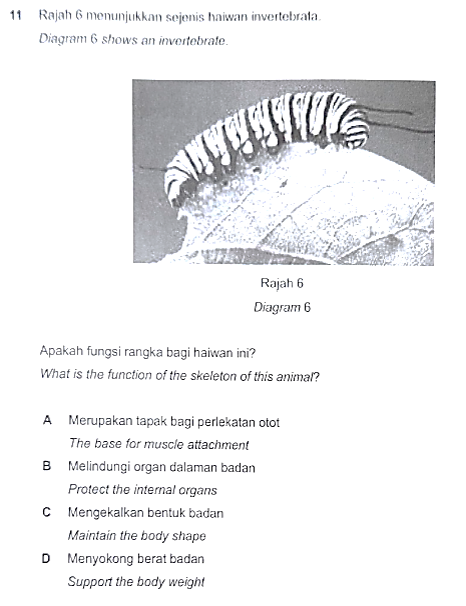 11 Rajah 6 menunjukkan sejenis haiwan invertebrata.
Diagram 6 shows an invertebrate.
Rajah 6
Diagram 6
Apakah fungsi rangka bagi haiwan ini?
What is the function of the skeleton of this animal?
A Merupakan tapak bagi perlekatan otot
The base for muscle attachment
B Melindungi organ dalaman badan
Protect the internal organs
C Mengekalkan bentuk badan
Maintain the body shape
D Menyokong berat badan
Support the body weight